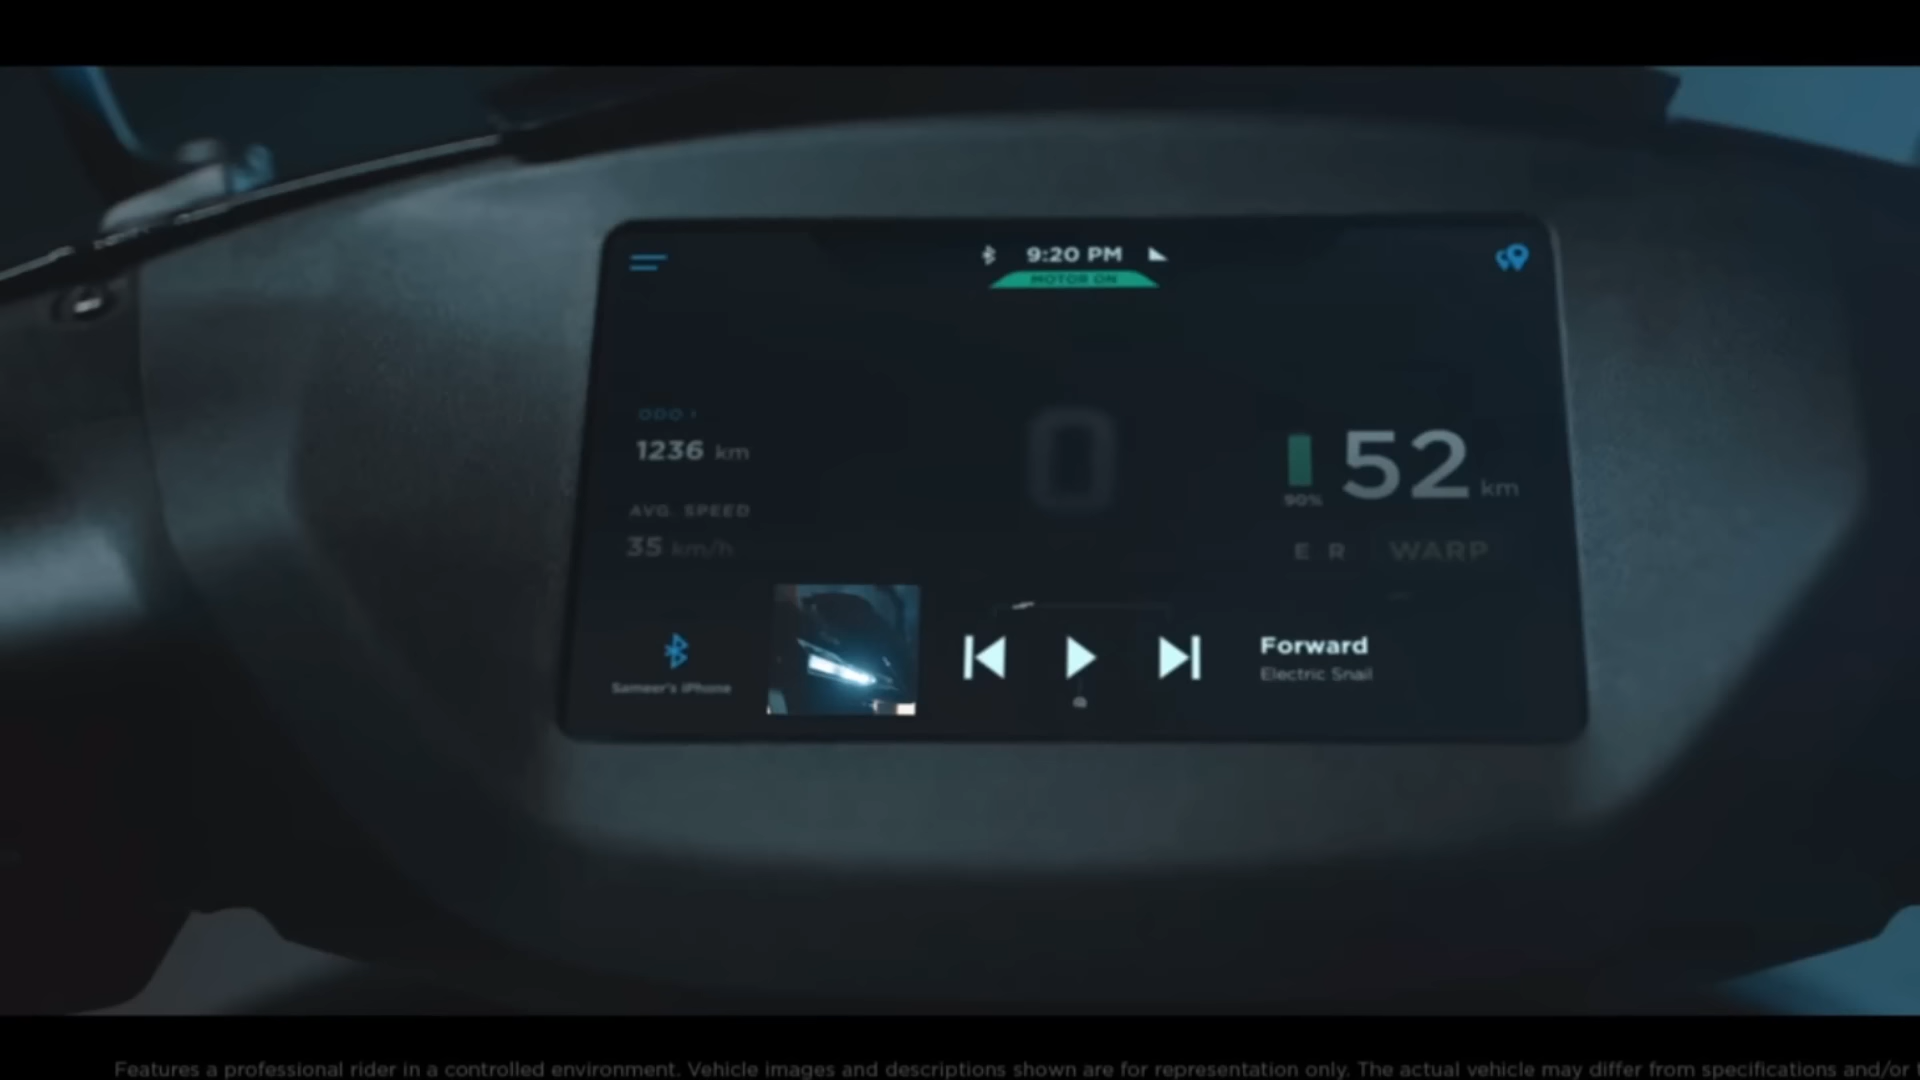 9:20 PM
MOTOR ON
ODO
1236 km
0
52 km
90%
AVG. SPEED
35 km/h
E R WARP
Forward
Electric Snail
Sameer's iPhone
Features a professional rider in a controlled environment. Vehicle images and descriptions shown are for representation only. The actual vehicle may differ from specifications and/or